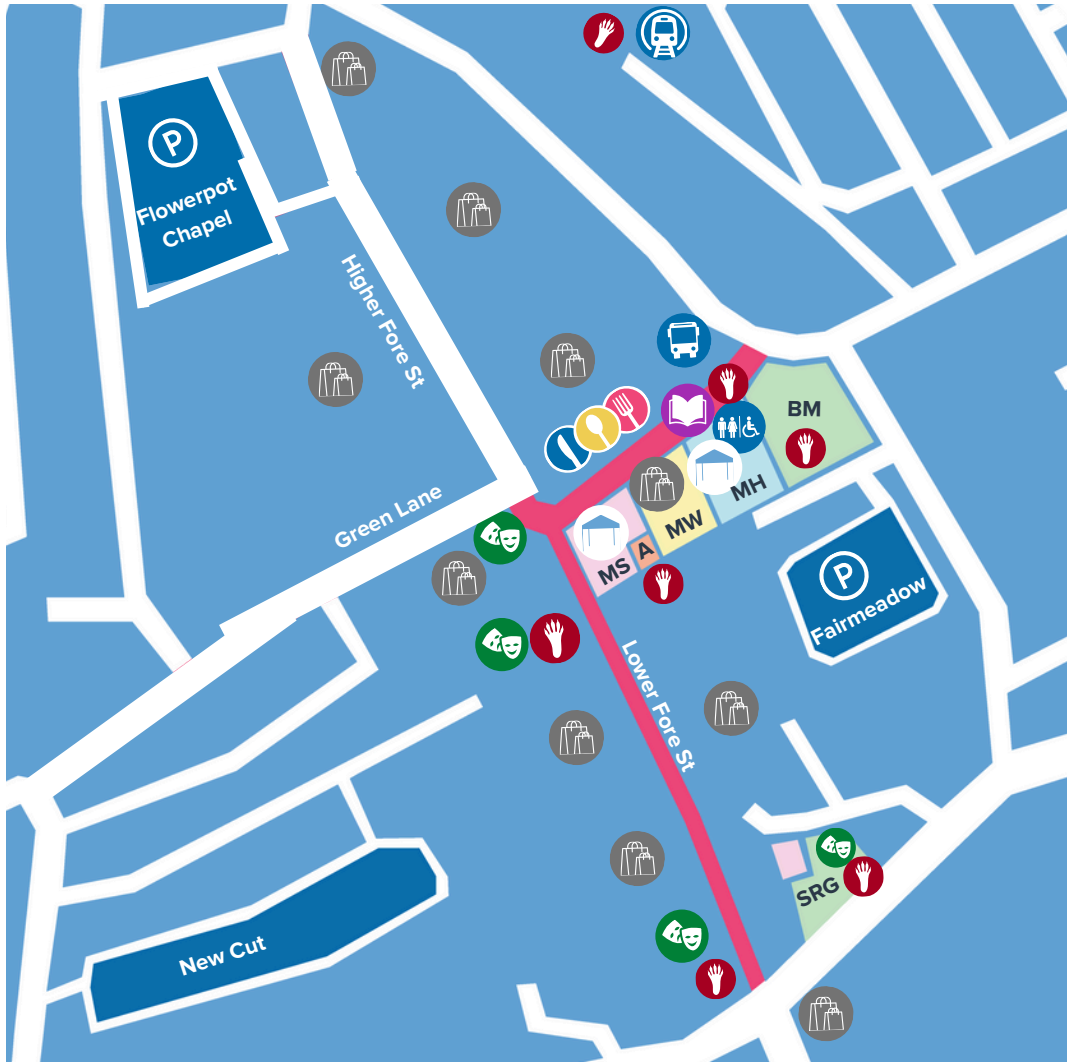 P
Flowerpot
Chapel
Higher Fore St
BM
MH
Green Lane
MW
A
MS
P
Fairmeadow
Lower Fore St
SRG
New Cut